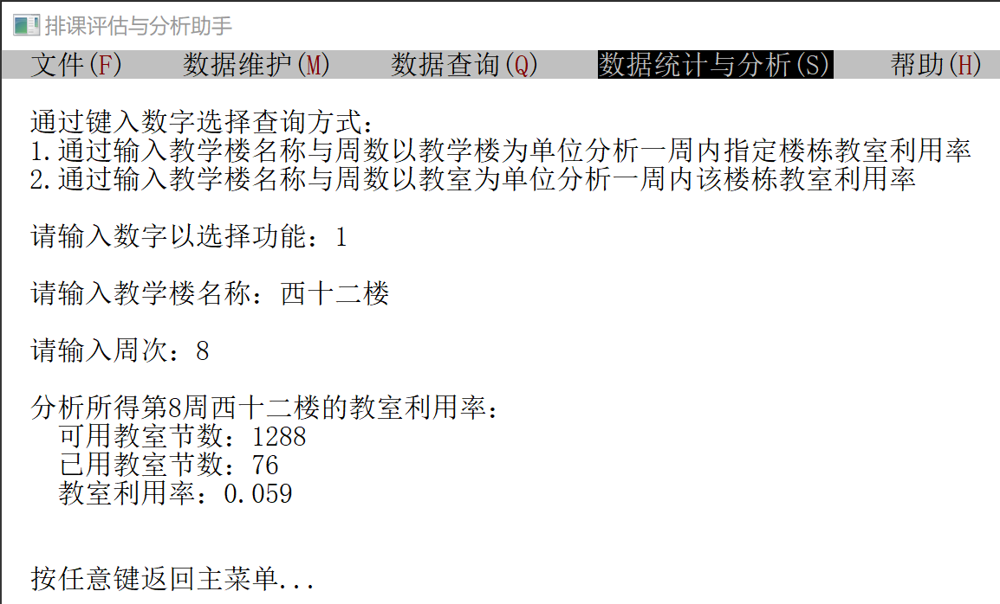 排课评估与分析助手
文件(F) 数据维护(M) 数据查询(Q) 数据统计与分析(S) 帮助(H)
通过键入数字选择查询方式：
1.通过输入教学楼名称与周数以教学楼为单位分析一周内指定楼栋教室利用率
2.通过输入教学楼名称与周数以教室为单位分析一周内该楼栋教室利用率
请输入数字以选择功能：1
请输入教学楼名称：西十二楼
请输入周次：8
分析所得第8周西十二楼的教室利用率：
可用教室节数：1288
已用教室节数：76
教室利用率：0.059
按任意键返回主菜单...